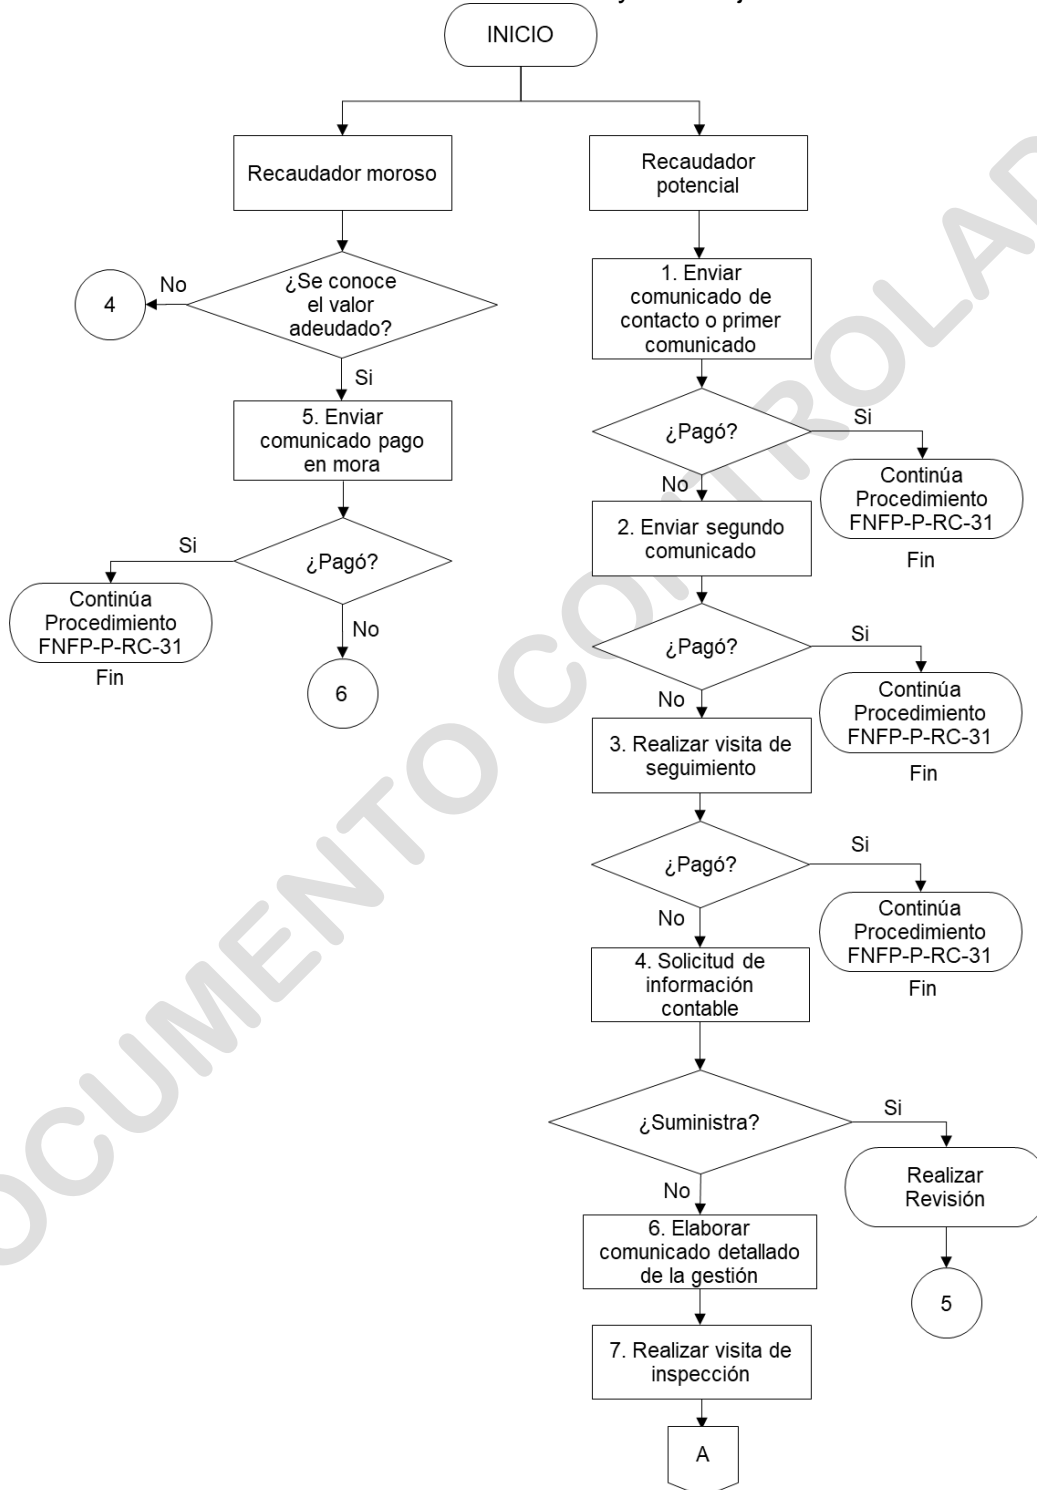 INICIO
Recaudador moroso
Recaudador
potencial
¿Se conoce
el valor
adeudado?
No
4
Si
1. Enviar
comunicado de
contacto o primer
comunicado
5. Enviar
comunicado pago
en mora
¿Pagó?
Si
Continúa
Procedimiento
FNFP-P-RC-31
Fin
No
2. Enviar segundo
comunicado
¿Pagó?
Si
Continúa
Procedimiento
FNFP-P-RC-31
Fin
No
6
¿Pagó?
Si
Continúa
Procedimiento
FNFP-P-RC-31
Fin
No
3. Realizar visita de
seguimiento
¿Pagó?
Si
Continúa
Procedimiento
FNFP-P-RC-31
Fin
No
4. Solicitud de
información
contable
¿Suministra?
Si
Realizar
Revisión
5
No
6. Elaborar
comunicado detallado
de la gestión
7. Realizar visita de
inspección
A
OCUMENTO CONTROLAD